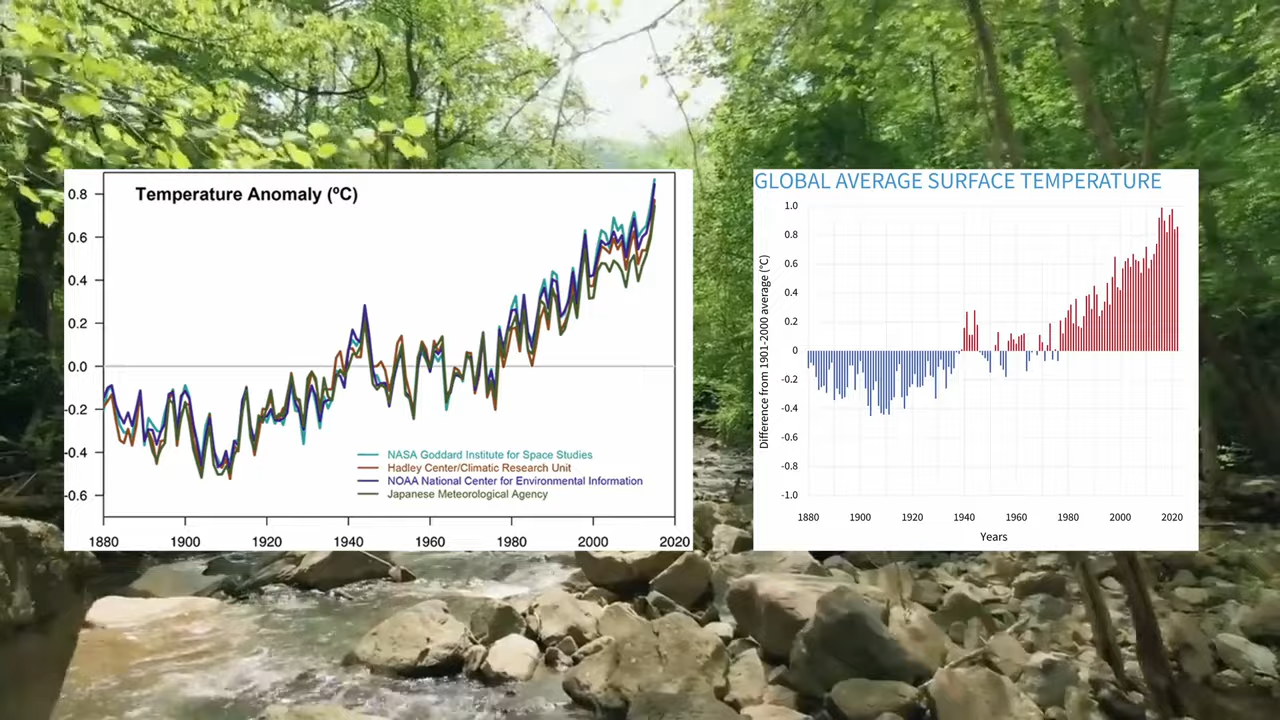 Temperature Anomaly (ºC)
0.8
0.6
0.4
0.2
0.0
-0.2
-0.4
-0.6
NASA Goddard Institute for Space Studies
Hadley Center/Climatic Research Unit
NOAA National Center for Environmental Information
Japanese Meteorological Agency
1880 1900 1920 1940 1960 1980 2000 2020
GLOBAL AVERAGE SURFACE TEMPERATURE
Difference from 1901-2000 average (°C)
1.0
0.8
0.6
0.4
0.2
0
-0.2
-0.4
-0.6
-0.8
-1.0
1880 1900 1920 1940 1960 1980 2000 2020
Years